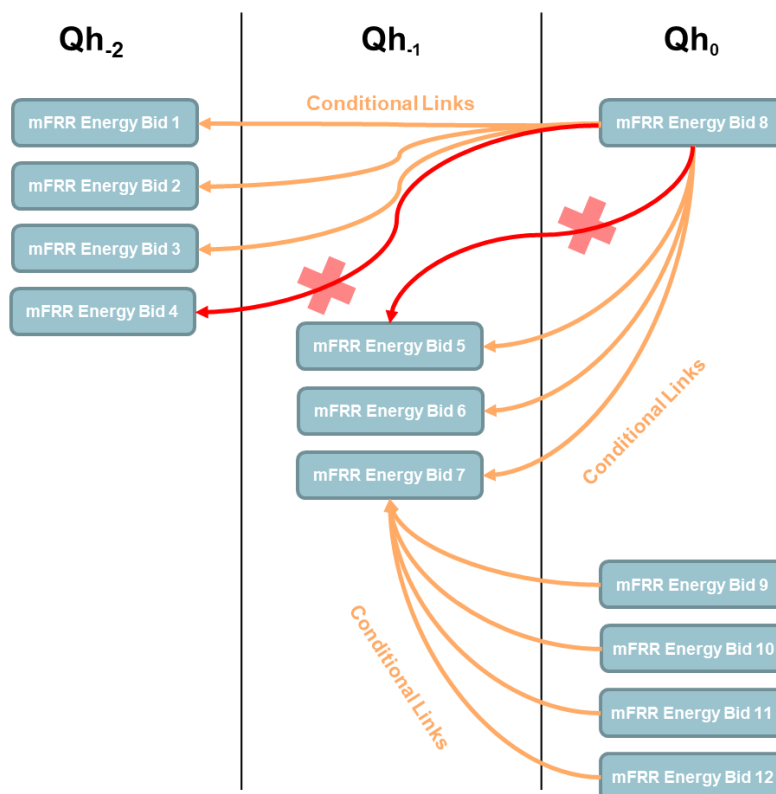 Qh-2
Qh-1
Qh0
Conditional Links
mFRR Energy Bid 1
mFRR Energy Bid 8
mFRR Energy Bid 2
mFRR Energy Bid 3
mFRR Energy Bid 4
mFRR Energy Bid 5
mFRR Energy Bid 6
Conditional Links
mFRR Energy Bid 7
mFRR Energy Bid 9
Conditional Links
mFRR Energy Bid 10
mFRR Energy Bid 11
mFRR Energy Bid 12